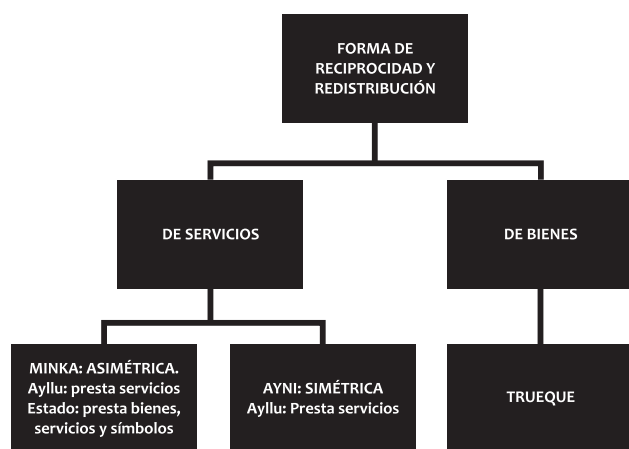 FORMA DE
RECIPROCIDAD Y
REDISTRIBUCIÓN
DE SERVICIOS
DE BIENES
MINKA: ASIMÉTRICA.
Ayllu: presta servicios
Estado: presta bienes,
servicios y símbolos
AYNI: SIMÉTRICA
Ayllu: Presta servicios
TRUEQUE